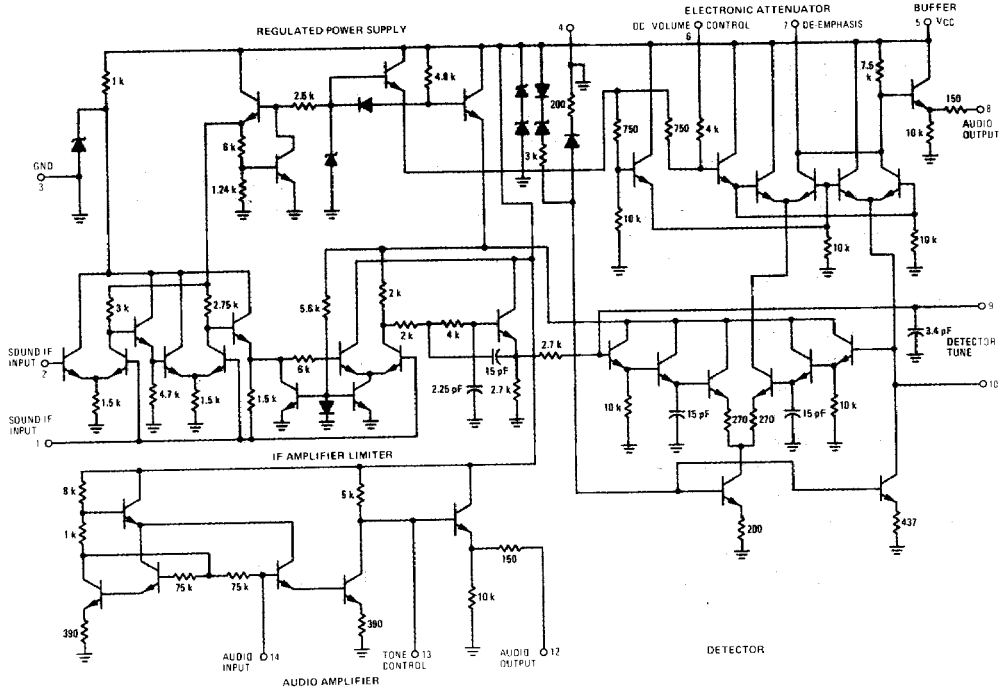 ELECTRONIC ATTENUATOR
BUFFER
REGULATED POWER SUPPLY
4
DC VOLUME CONTROL
6
7 DE-EMPHASIS
5 VCC
1 k
2.6 k
4.8 k
200
750
750
4 k
7.5 k
150
8
AUDIO OUTPUT
10 k
6 k
1.24 k
3 k
GND
3
10 k
10 k
10 k
3 k
2.75 k
5.6 k
2 k
2 k
4 k
9
3.4 pF
DETECTOR TUNE
SOUND IF INPUT
2
1.5 k
4.7 k
1.5 k
1.5 k
6 k
2.25 pF
15 pF
2.7 k
2.7 k
10 k
15 pF
270
270
15 pF
10 k
10
SOUND IF INPUT
1
IF AMPLIFIER LIMITER
8 k
1 k
6 k
200
437
75 k
75 k
150
10 k
390
390
AUDIO INPUT
14
TONE CONTROL
13
AUDIO OUTPUT
12
DETECTOR
AUDIO AMPLIFIER